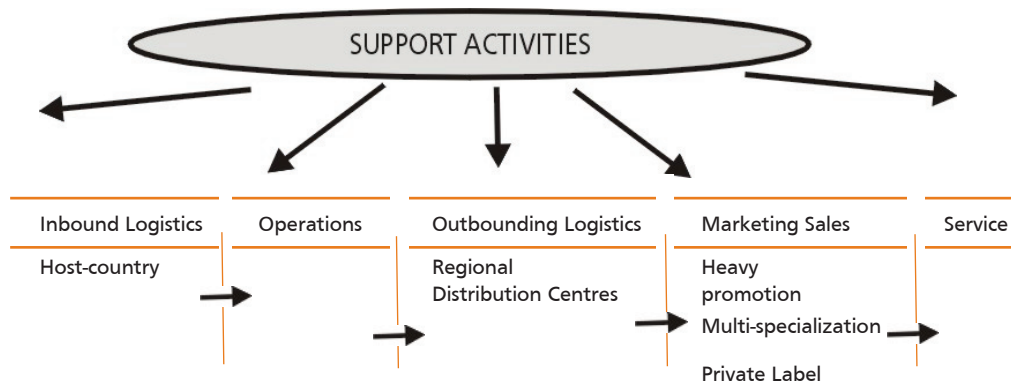 SUPPORT ACTIVITIES
Inbound Logistics
Operations
Outbounding Logistics
Marketing Sales
Service
Host-country
Regional
Distribution Centres
Heavy
promotion
Multi-specialization
Private Label